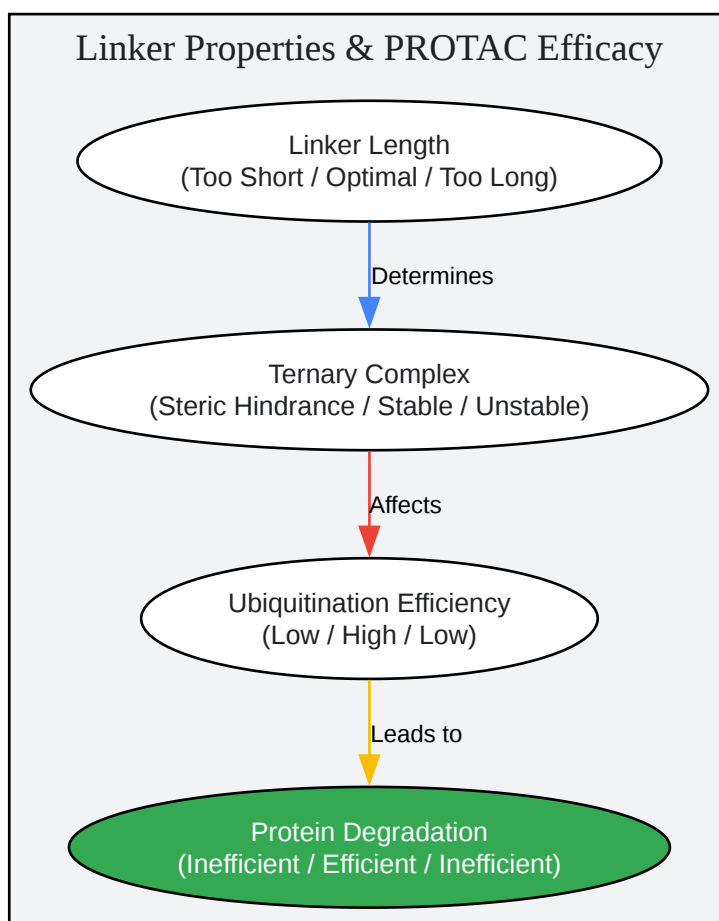 Linker Properties & PROTAC Efficacy
Linker Length
(Too Short / Optimal / Too Long)
Determines
Ternary Complex
(Steric Hindrance / Stable / Unstable)
Affects
Ubiquitination Efficiency
(Low / High / Low)
Leads to
Protein Degradation
(Inefficient / Efficient / Inefficient)